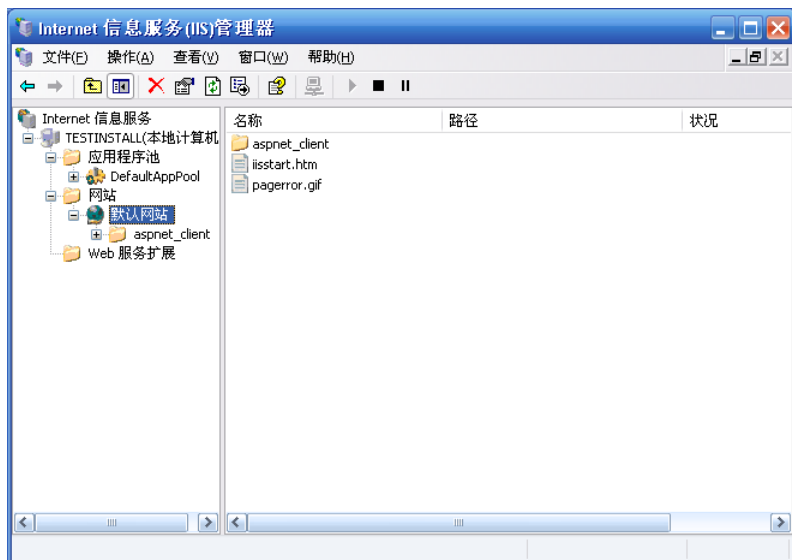 Internet 信息服务(IIS)管理器
文件(F) 操作(A) 查看(V) 窗口(W) 帮助(H)
Internet 信息服务
TESTINSTALL(本地计算机
应用程序池
DefaultAppPool
网站
默认网站
aspnet_client
Web 服务扩展
名称 路径 状况
aspnet_client
iisstart.htm
pagerror.gif